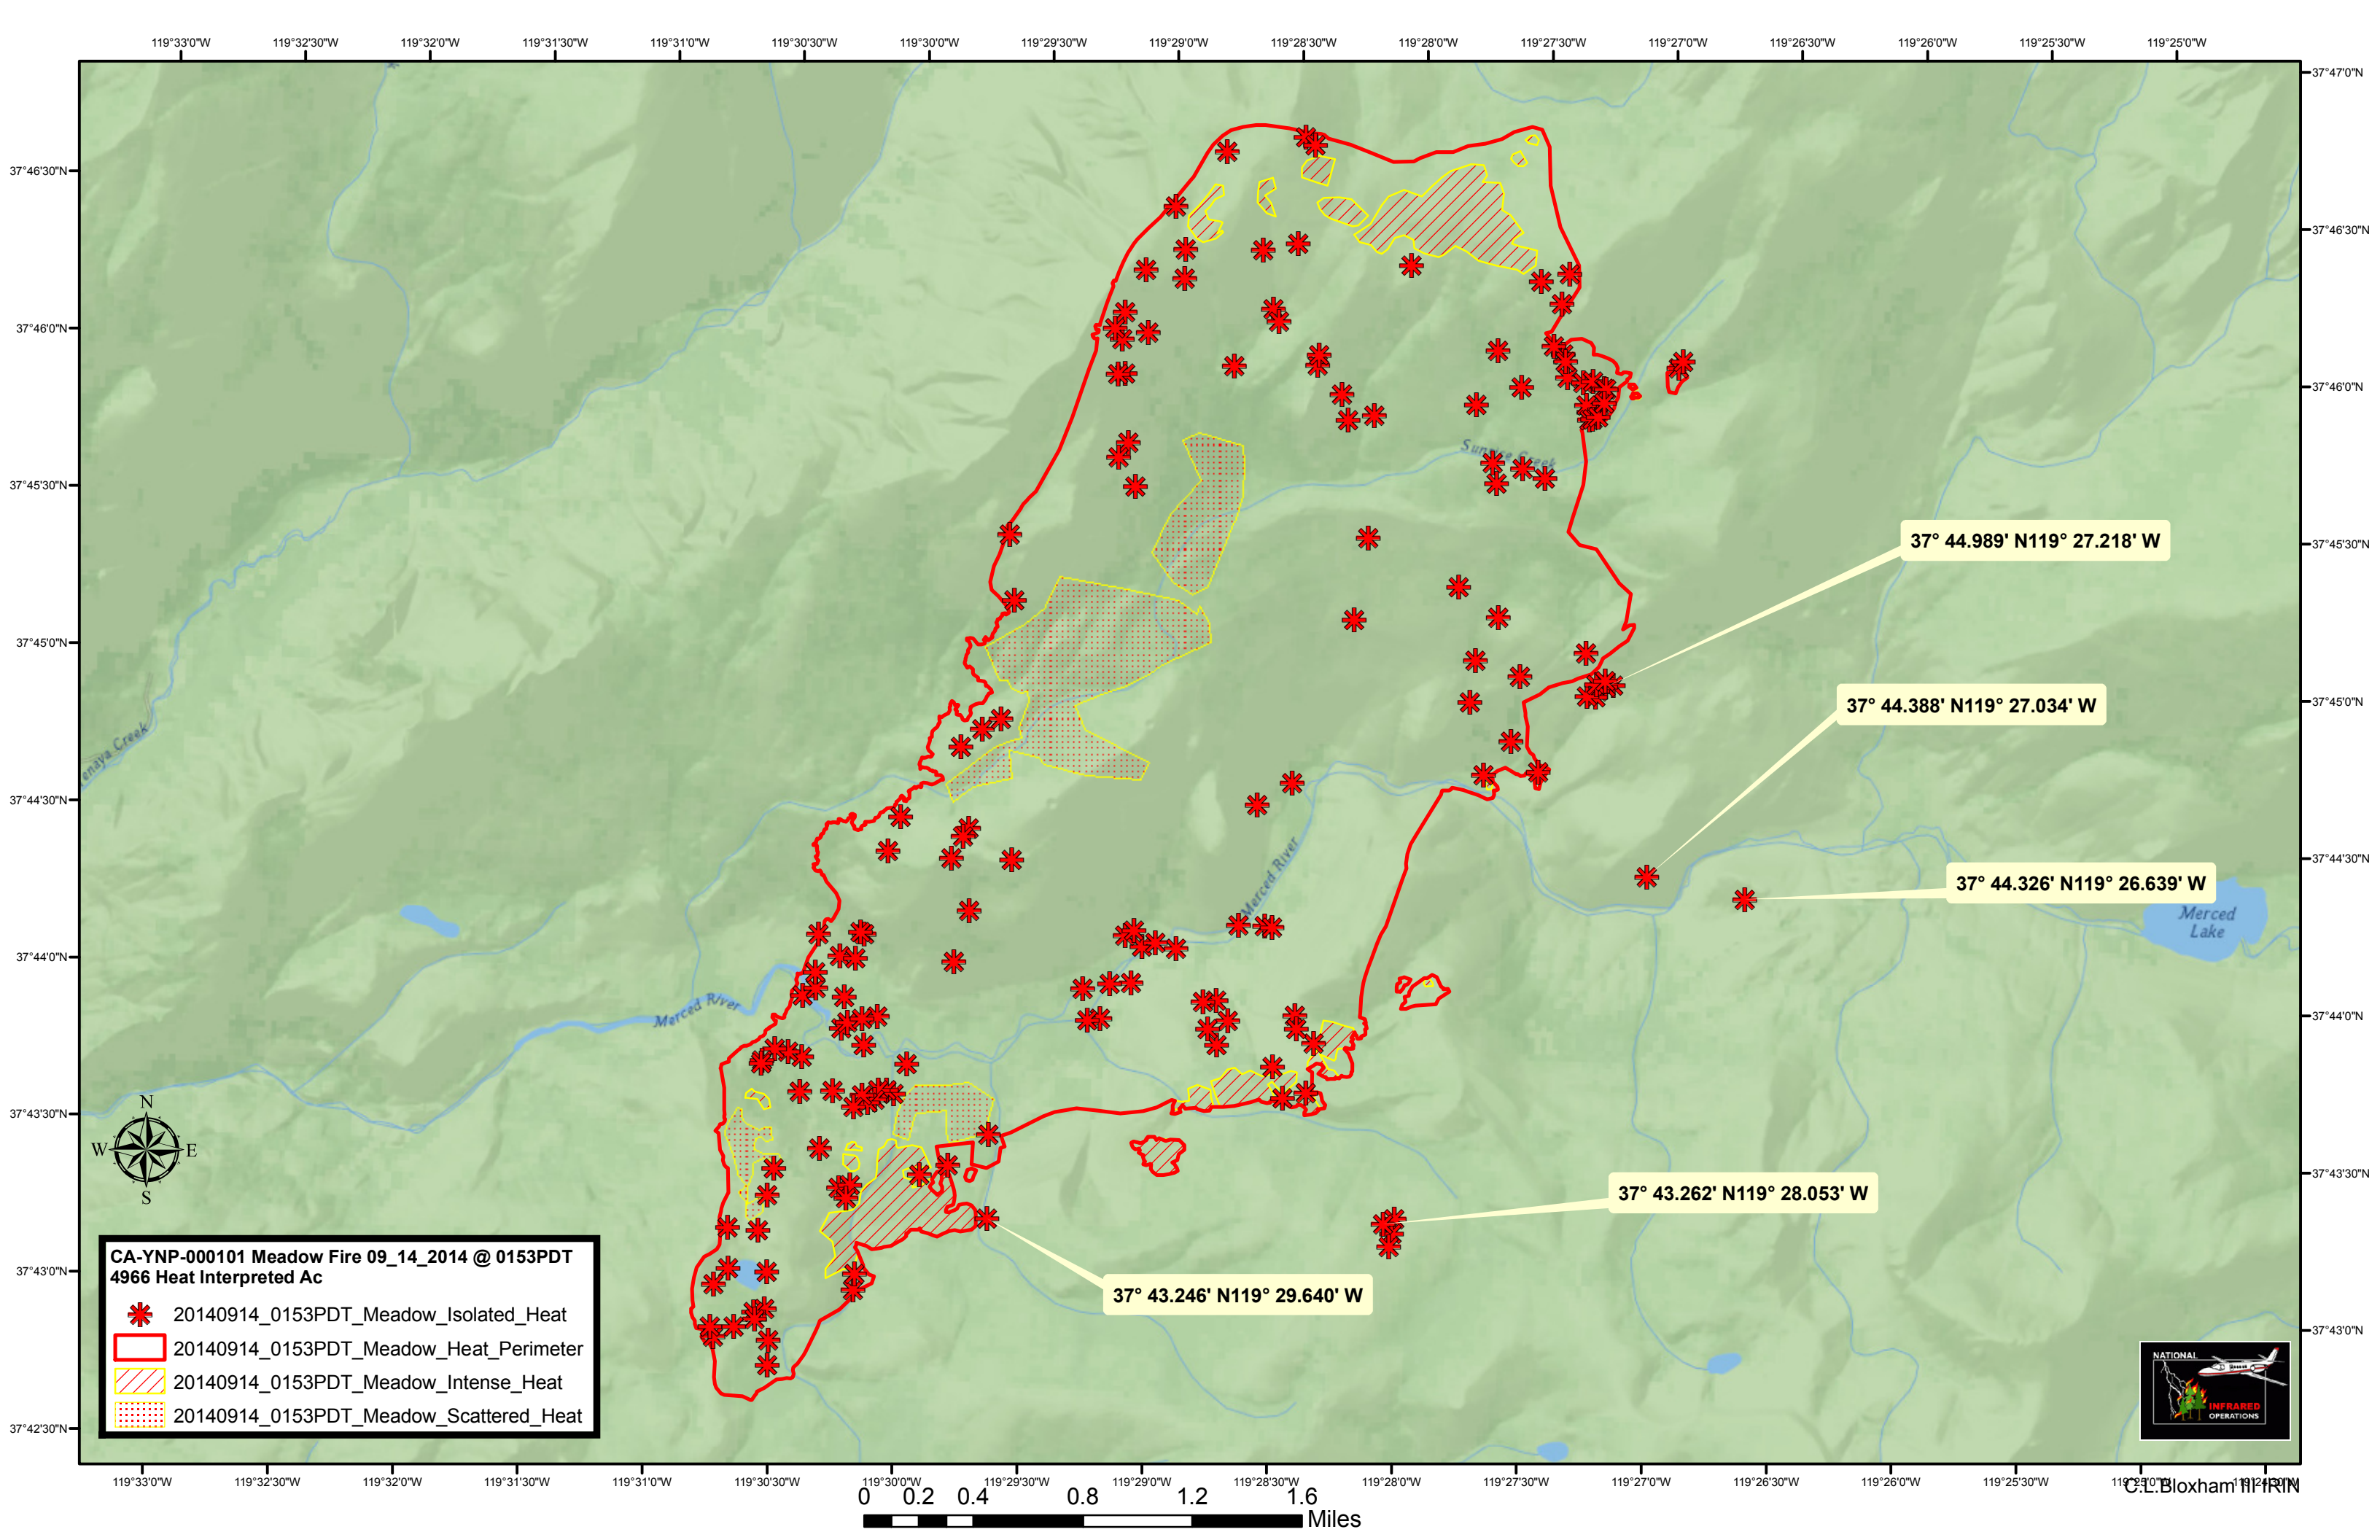 119°33'0"W 119°32'30"W 119°32'0"W 119°31'30"W 119°31'0"W 119°30'30"W 119°30'0"W 119°29'30"W 119°29'0"W 119°28'30"W 119°28'0"W 119°27'30"W 119°27'0"W 119°26'30"W 119°26'0"W 119°25'30"W 119°25'0"W
37°47'0"N
37°46'30"N
37°46'30"N
37°46'0"N
37°46'0"N
Sunrise Creek
37°45'30"N
37°45'30"N
37° 44.989' N119° 27.218' W
37°45'0"N
37°45'0"N
37° 44.388' N119° 27.034' W
enaya Creek
37°44'30"N
37°44'30"N
Merced River
37° 44.326' N119° 26.639' W
Merced
Lake
37°44'0"N
Merced River
37°44'0"N
37°43'30"N
N
W E
S
37°43'30"N
37° 43.262' N119° 28.053' W
37°43'0"N
37° 43.246' N119° 29.640' W
37°43'0"N
CA-YNP-000101 Meadow Fire 09_14_2014 @ 0153PDT
4966 Heat Interpreted Ac
20140914_0153PDT_Meadow_Isolated_Heat
20140914_0153PDT_Meadow_Heat_Perimeter
20140914_0153PDT_Meadow_Intense_Heat
20140914_0153PDT_Meadow_Scattered_Heat
NATIONAL
INFRARED
OPERATIONS
37°42'30"N
119°33'0"W 119°32'30"W 119°32'0"W 119°31'30"W 119°31'0"W 119°30'30"W 119°30'0"W 119°29'30"W 119°29'0"W 119°28'30"W 119°28'0"W 119°27'30"W 119°27'0"W 119°26'30"W 119°26'0"W 119°25'30"W 119°25'0"W 119°24'30"W
C.L.Bloxham III IRIN
0 0.2 0.4 0.8 1.2 1.6
Miles